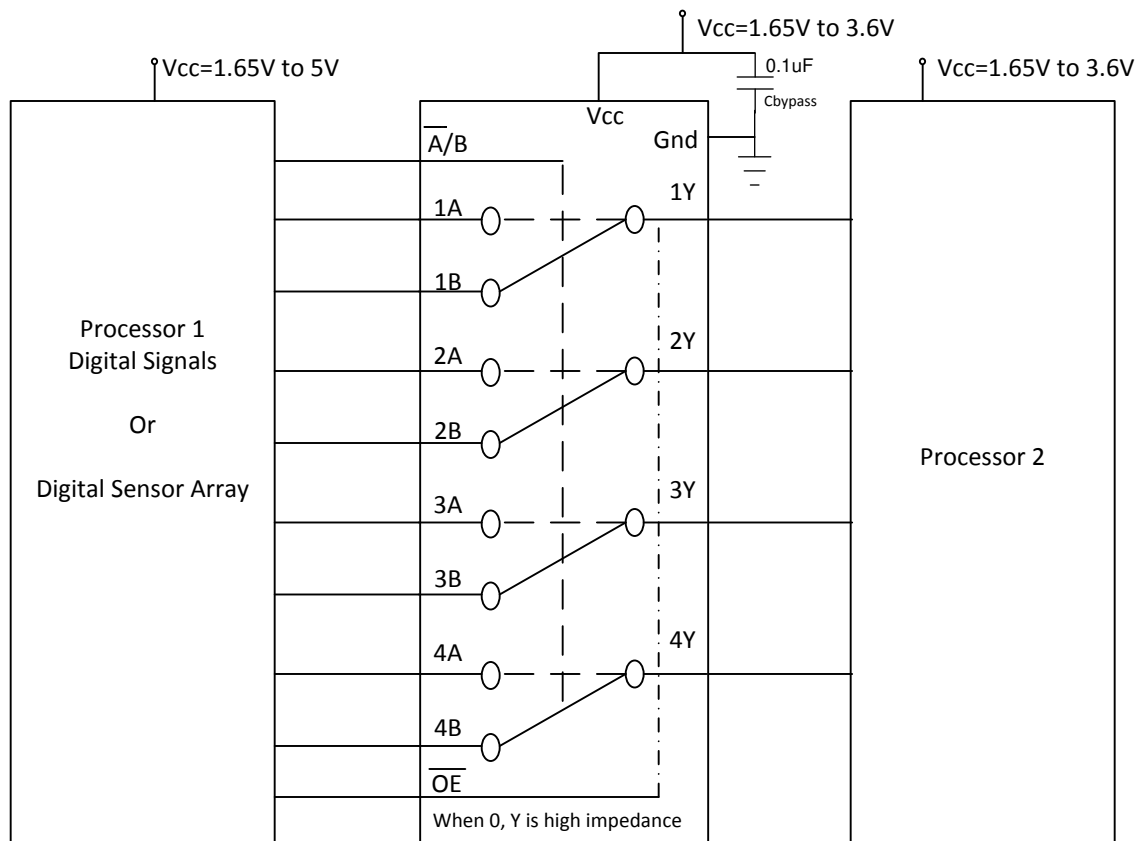 Vcc=1.65V to 3.6V
Vcc=1.65V to 5V
0.1uF
Cbypass
Vcc=1.65V to 3.6V
Vcc
A̅/B
Gnd
1A
1Y
1B
Processor 1
Digital Signals
Or
Digital Sensor Array
2A
2Y
2B
Processor 2
3A
3Y
3B
4A
4Y
4B
O̅E̅
When 0, Y is high impedance